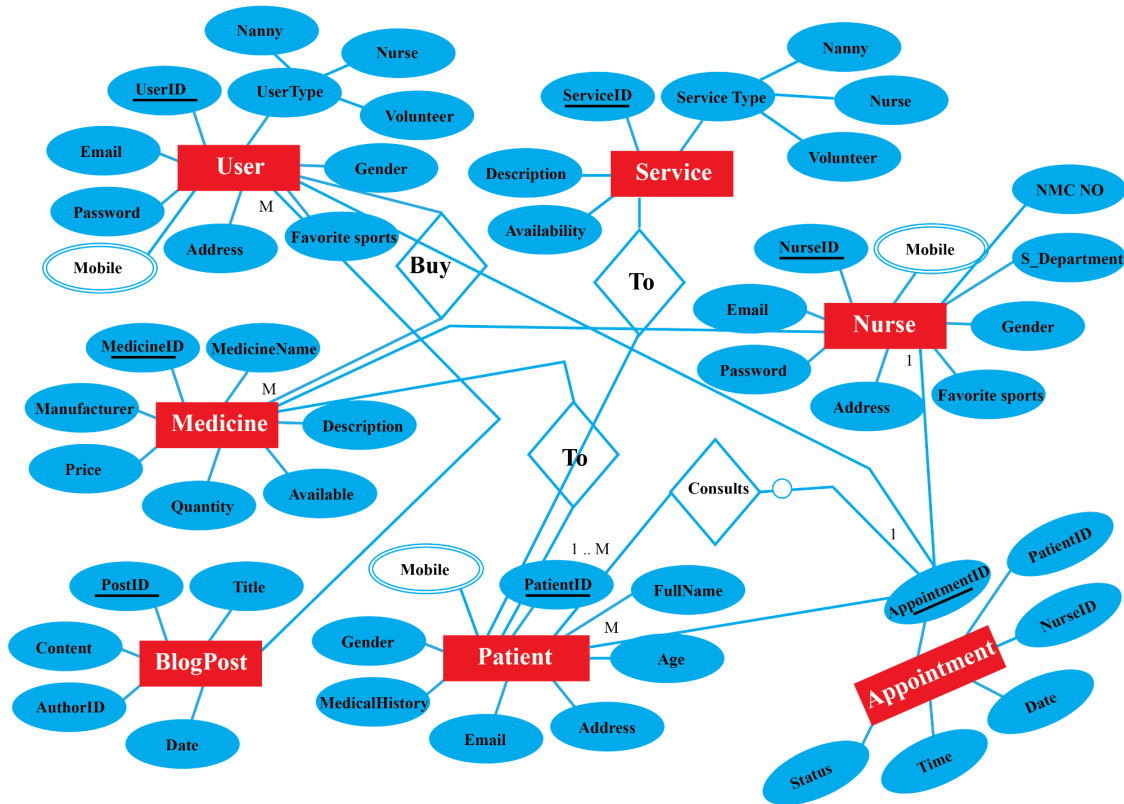 Nanny
Nurse
UserID
UserType
Volunteer
Email
User
Gender
Password
M
Mobile
Address
Favorite sports
Buy
Nanny
ServiceID
Service Type
Nurse
Description
Service
Volunteer
Availability
To
NMC NO
NurseID
Mobile
S_Department
Email
Nurse
Gender
Password
1
Address
Favorite sports
MedicineID
MedicineName
M
Manufacturer
Medicine
Description
Price
Quantity
Available
To
Consults
1 .. M
1
PostID
Title
Content
BlogPost
AuthorID
Date
Mobile
PatientID
FullName
M
Gender
Patient
Age
MedicalHistory
Email
Address
AppointmentID
PatientID
NurseID
Appointment
Date
Time
Status